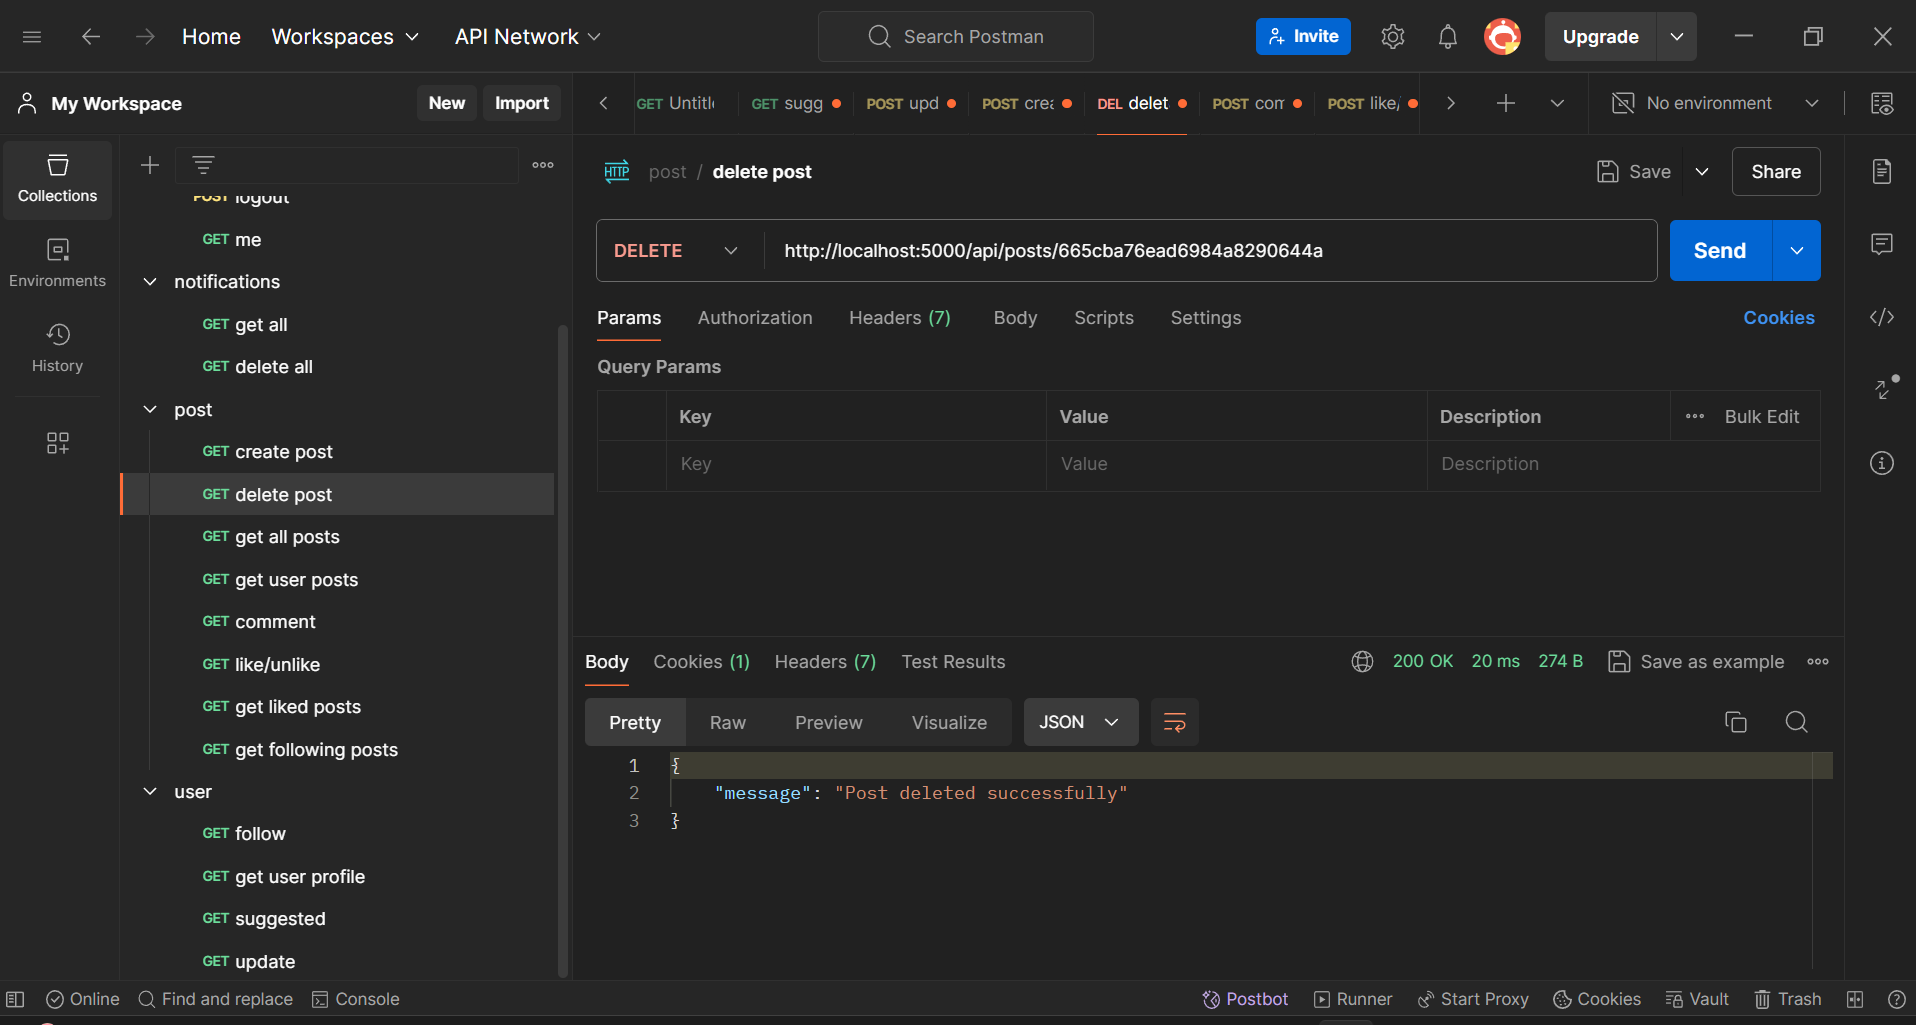 Home Workspaces API Network Search Postman Invite Upgrade
My Workspace New Import
GET Untitl GET sugg POST upd POST crea DEL delet POST com POST like/ No environment
Collections
Environments
History
POST logout
GET me
notifications
GET get all
GET delete all
post
GET create post
GET delete post
GET get all posts
GET get user posts
GET comment
GET like/unlike
GET get liked posts
GET get following posts
user
GET follow
GET get user profile
GET suggested
GET update
HTTP post / delete post Save Share
DELETE http://localhost:5000/api/posts/665cba76ead6984a8290644a Send
Params Authorization Headers (7) Body Scripts Settings Cookies
Query Params
Key Value Description Bulk Edit
Key Value Description
Body Cookies (1) Headers (7) Test Results 200 OK 20 ms 274 B Save as example
Pretty Raw Preview Visualize JSON
1 {
2 "message": "Post deleted successfully"
3 }
Online Find and replace Console Postbot Runner Start Proxy Cookies Vault Trash